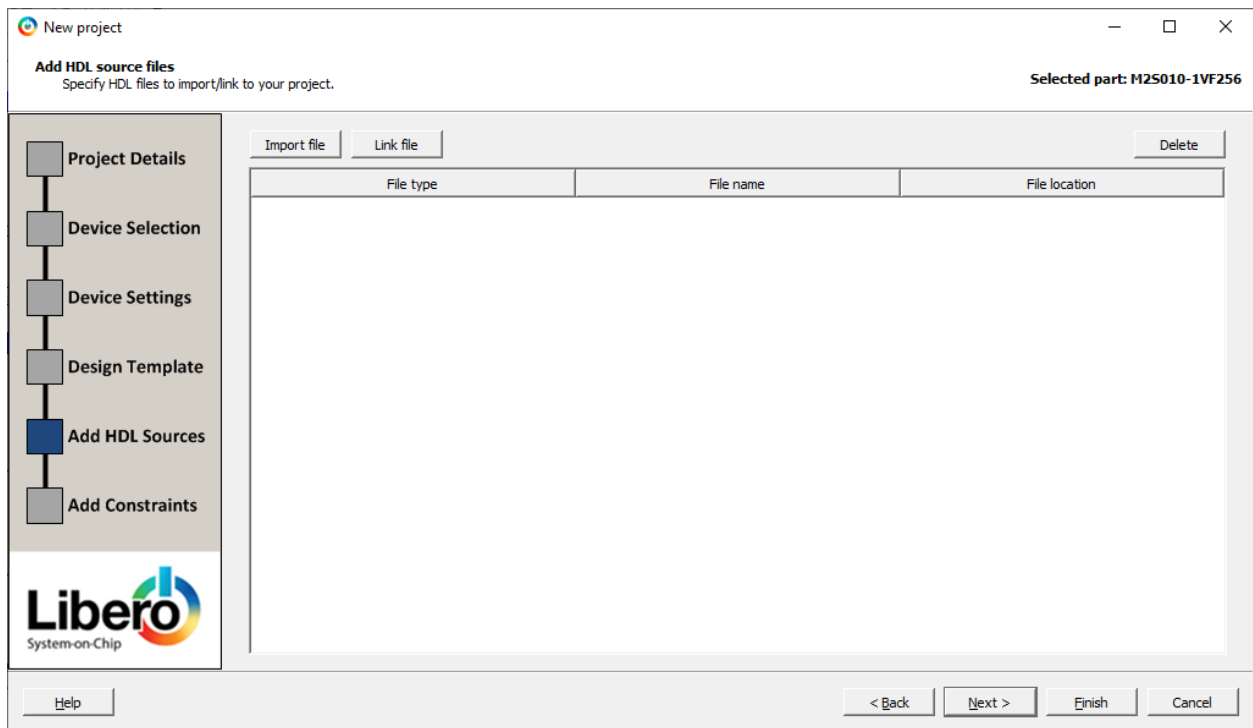 New project
Add HDL source files
Specify HDL files to import/link to your project.
Selected part: M2S010-1VF256
Project Details
Device Selection
Device Settings
Design Template
Add HDL Sources
Add Constraints
Libero
System-on-Chip
Import file Link file Delete
File type File name File location
Help < Back Next > Finish Cancel